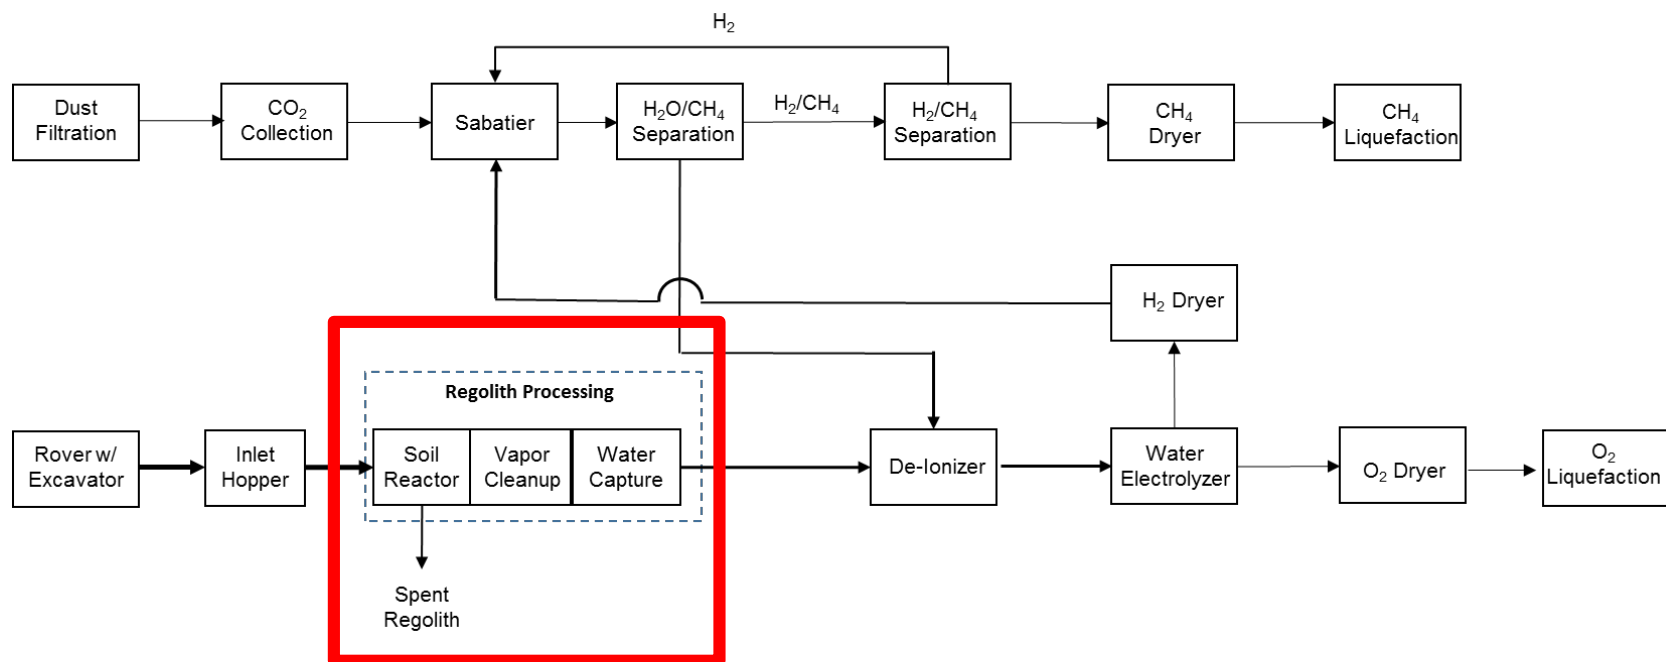 H₂
Dust
Filtration
CO₂
Collection
Sabatier
H₂O/CH₄
Separation
H₂/CH₄
H₂/CH₄
Separation
CH₄
Dryer
CH₄
Liquefaction
H₂ Dryer
Regolith Processing
Rover w/
Excavator
Inlet
Hopper
Soil
Reactor
Vapor
Cleanup
Water
Capture
De-Ionizer
Water
Electrolyzer
O₂ Dryer
O₂
Liquefaction
Spent
Regolith